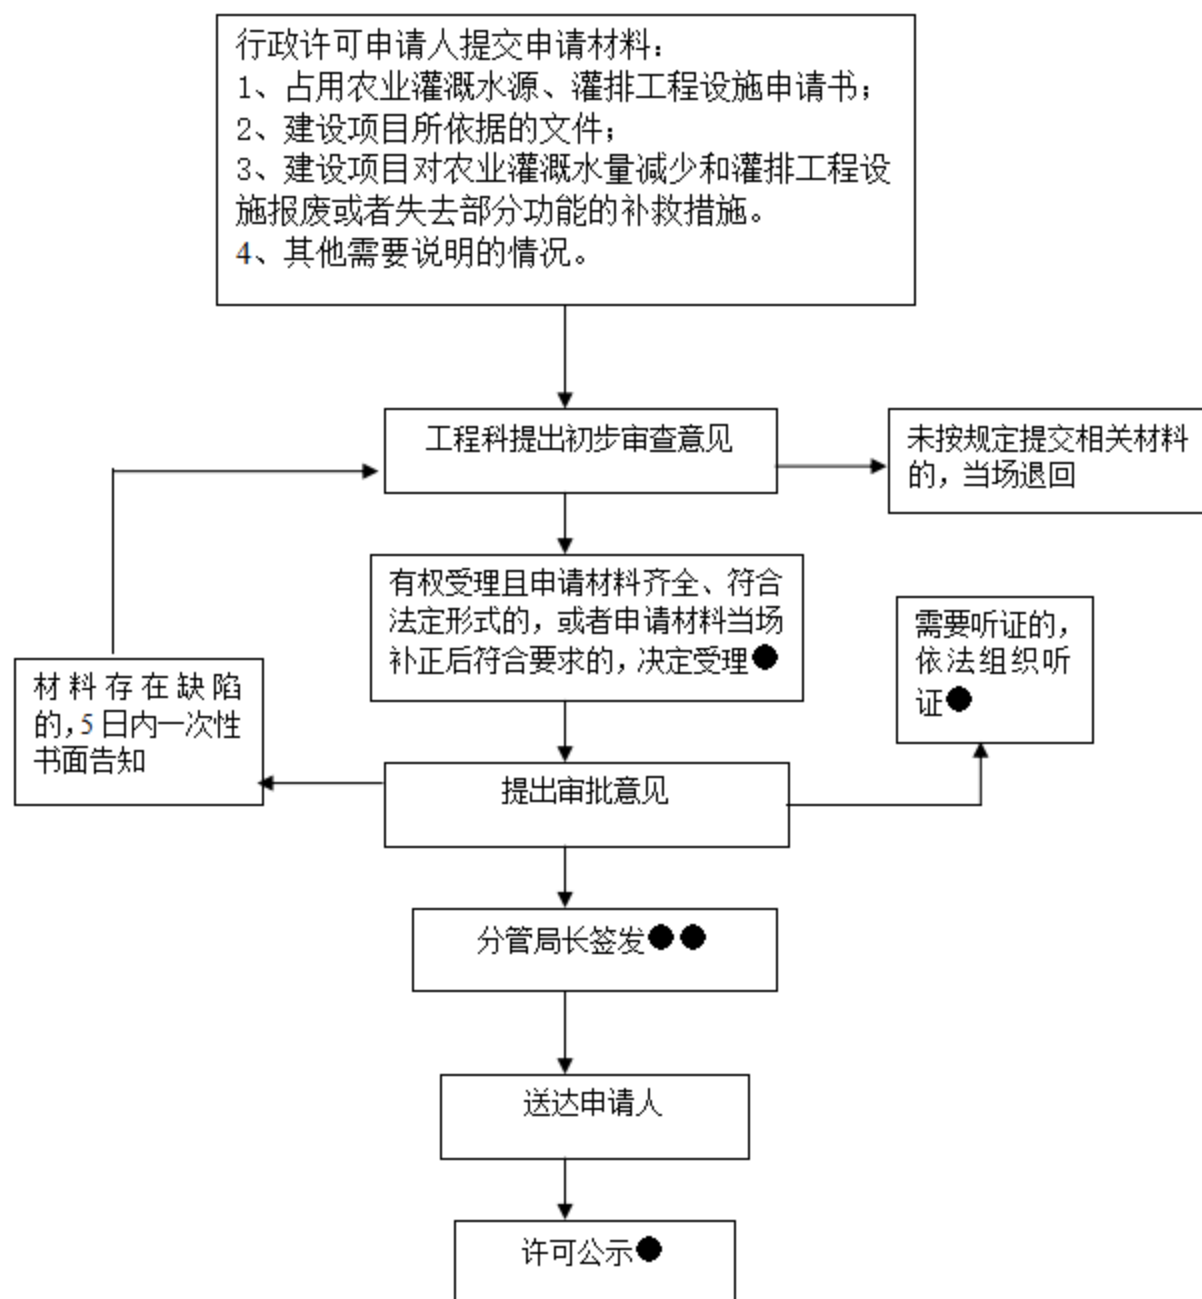 行政许可申请人提交申请材料：
1、占用农业灌溉水源、灌排工程设施申请书；
2、建设项目所依据的文件；
3、建设项目对农业灌溉水量减少和灌排工程设
施报废或者失去部分功能的补救措施。
4、其他需要说明的情况。
工程科提出初步审查意见
未按规定提交相关材料
的，当场退回
有权受理且申请材料齐全、符合
法定形式的，或者申请材料当场
补正后符合要求的，决定受理●
需要听证的，
依法组织听
证●
材料存在缺陷
的，5日内一次性
书面告知
提出审批意见
分管局长签发●●
送达申请人
许可公示●